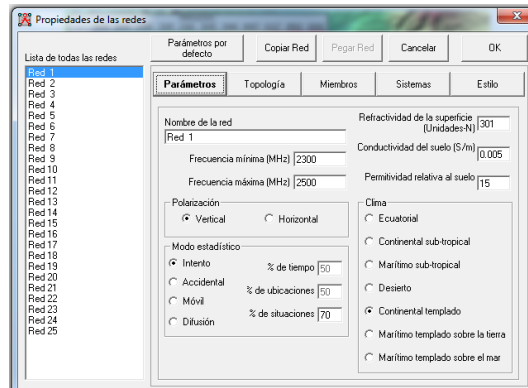 Propiedades de las redes
Parámetros por defecto
Copiar Red
Pegar Red
Cancelar
OK
Lista de todas las redes
Red 1
Red 2
Red 3
Red 4
Red 5
Red 6
Red 7
Red 8
Red 9
Red 10
Red 11
Red 12
Red 13
Red 14
Red 15
Red 16
Red 17
Red 18
Red 19
Red 20
Red 21
Red 22
Red 23
Red 24
Red 25
Parámetros
Topología
Miembros
Sistemas
Estilo
Nombre de la red
Red 1
Frecuencia mínima (MHz) 2300
Frecuencia máxima (MHz) 2500
Polarización
Vertical
Horizontal
Modo estadístico
Intento
Accidental
Móvil
Difusión
% de tiempo 50
% de ubicaciones 50
% de situaciones 70
Refractividad de la superficie (Unidades-N) 301
Conductividad del suelo (S/m) 0.005
Permitividad relativa al suelo 15
Clima
Ecuatorial
Continental sub-tropical
Marítimo sub-tropical
Desierto
Continental templado
Marítimo templado sobre la tierra
Marítimo templado sobre el mar